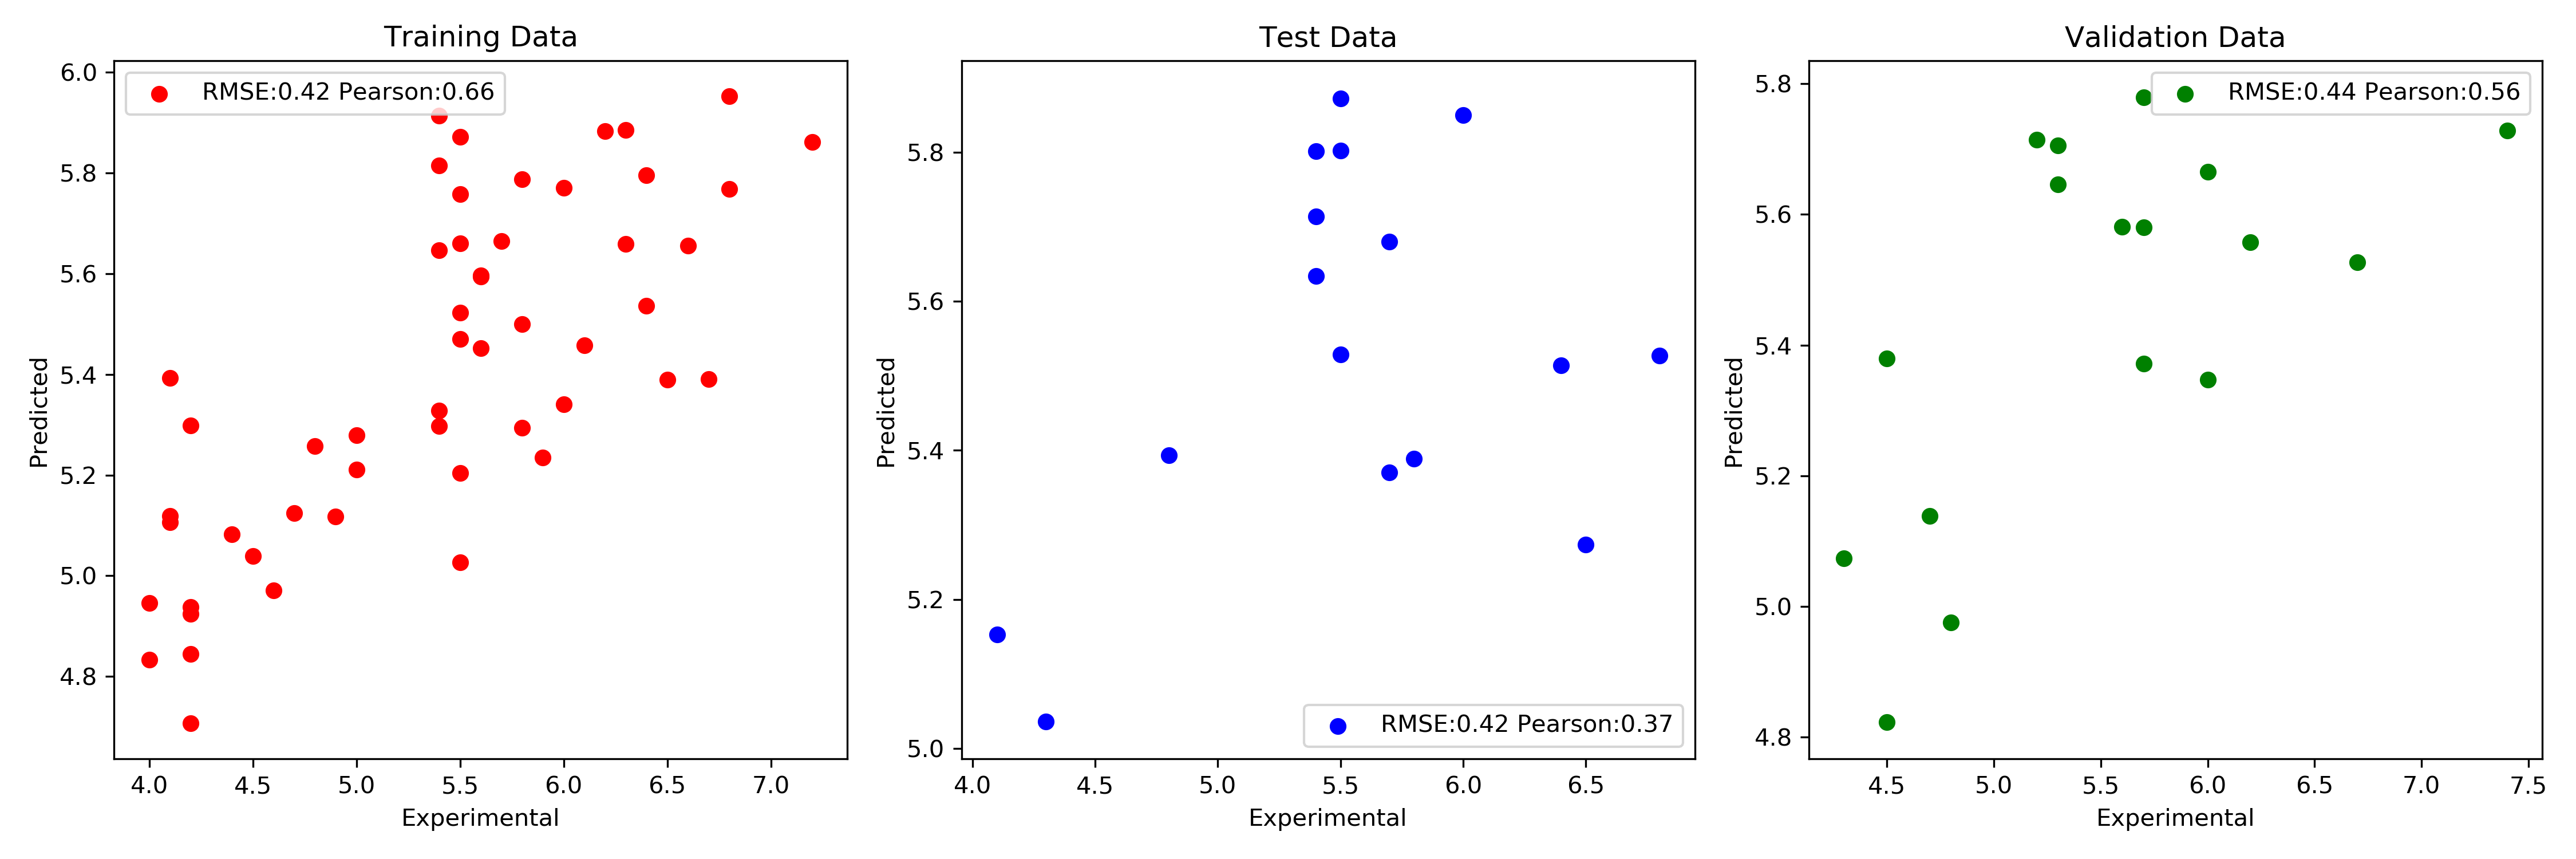 Training Data
RMSE:0.42 Pearson:0.66
6.0
5.8
5.6
5.4
5.2
5.0
4.8
Predicted
4.0 4.5 5.0 5.5 6.0 6.5 7.0
Experimental
Test Data
5.8
5.6
5.4
5.2
5.0
Predicted
RMSE:0.42 Pearson:0.37
4.0 4.5 5.0 5.5 6.0 6.5
Experimental
Validation Data
RMSE:0.44 Pearson:0.56
5.8
5.6
5.4
5.2
5.0
4.8
Predicted
4.5 5.0 5.5 6.0 6.5 7.0 7.5
Experimental